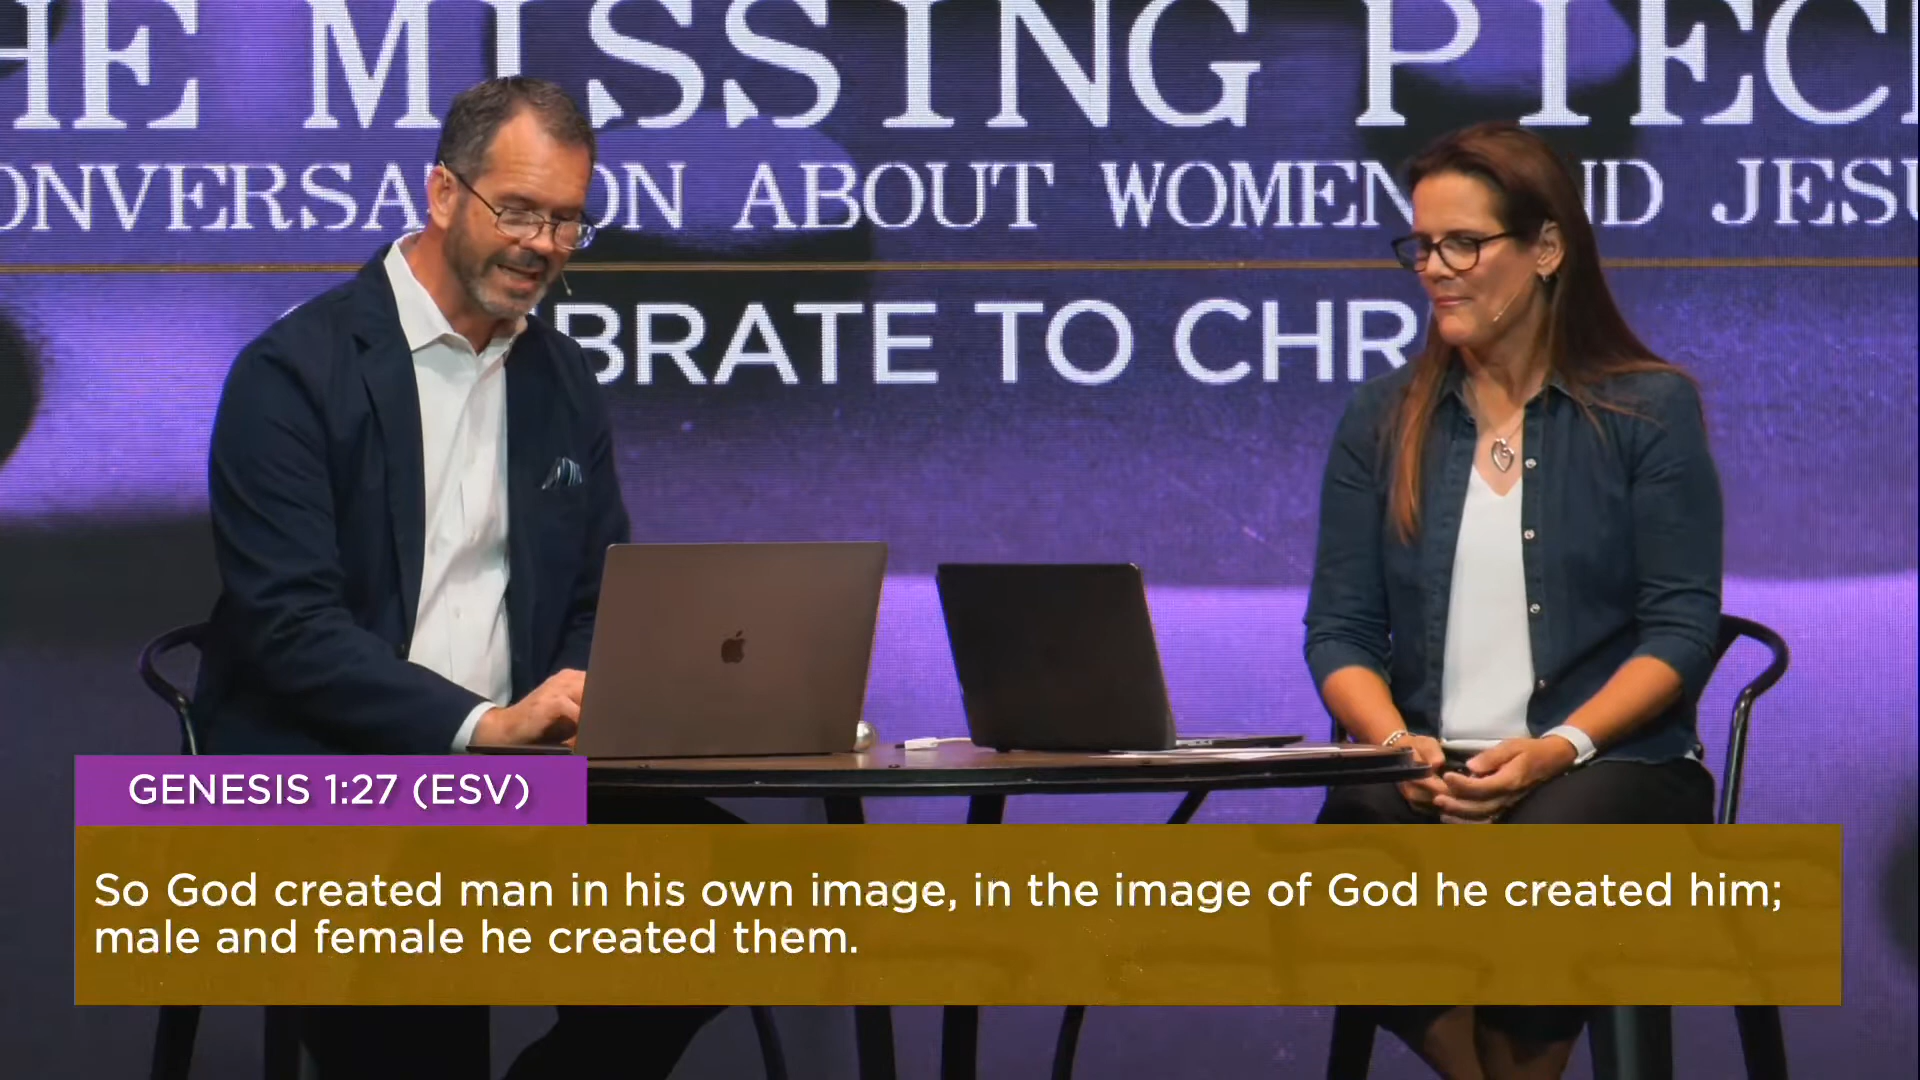 HE MISSING PIEC
ONVERSA ON ABOUT WOMEN ND JESU
BRATE TO CHR
GENESIS 1:27 (ESV)
So God created man in his own image, in the image of God he created him;
male and female he created them.